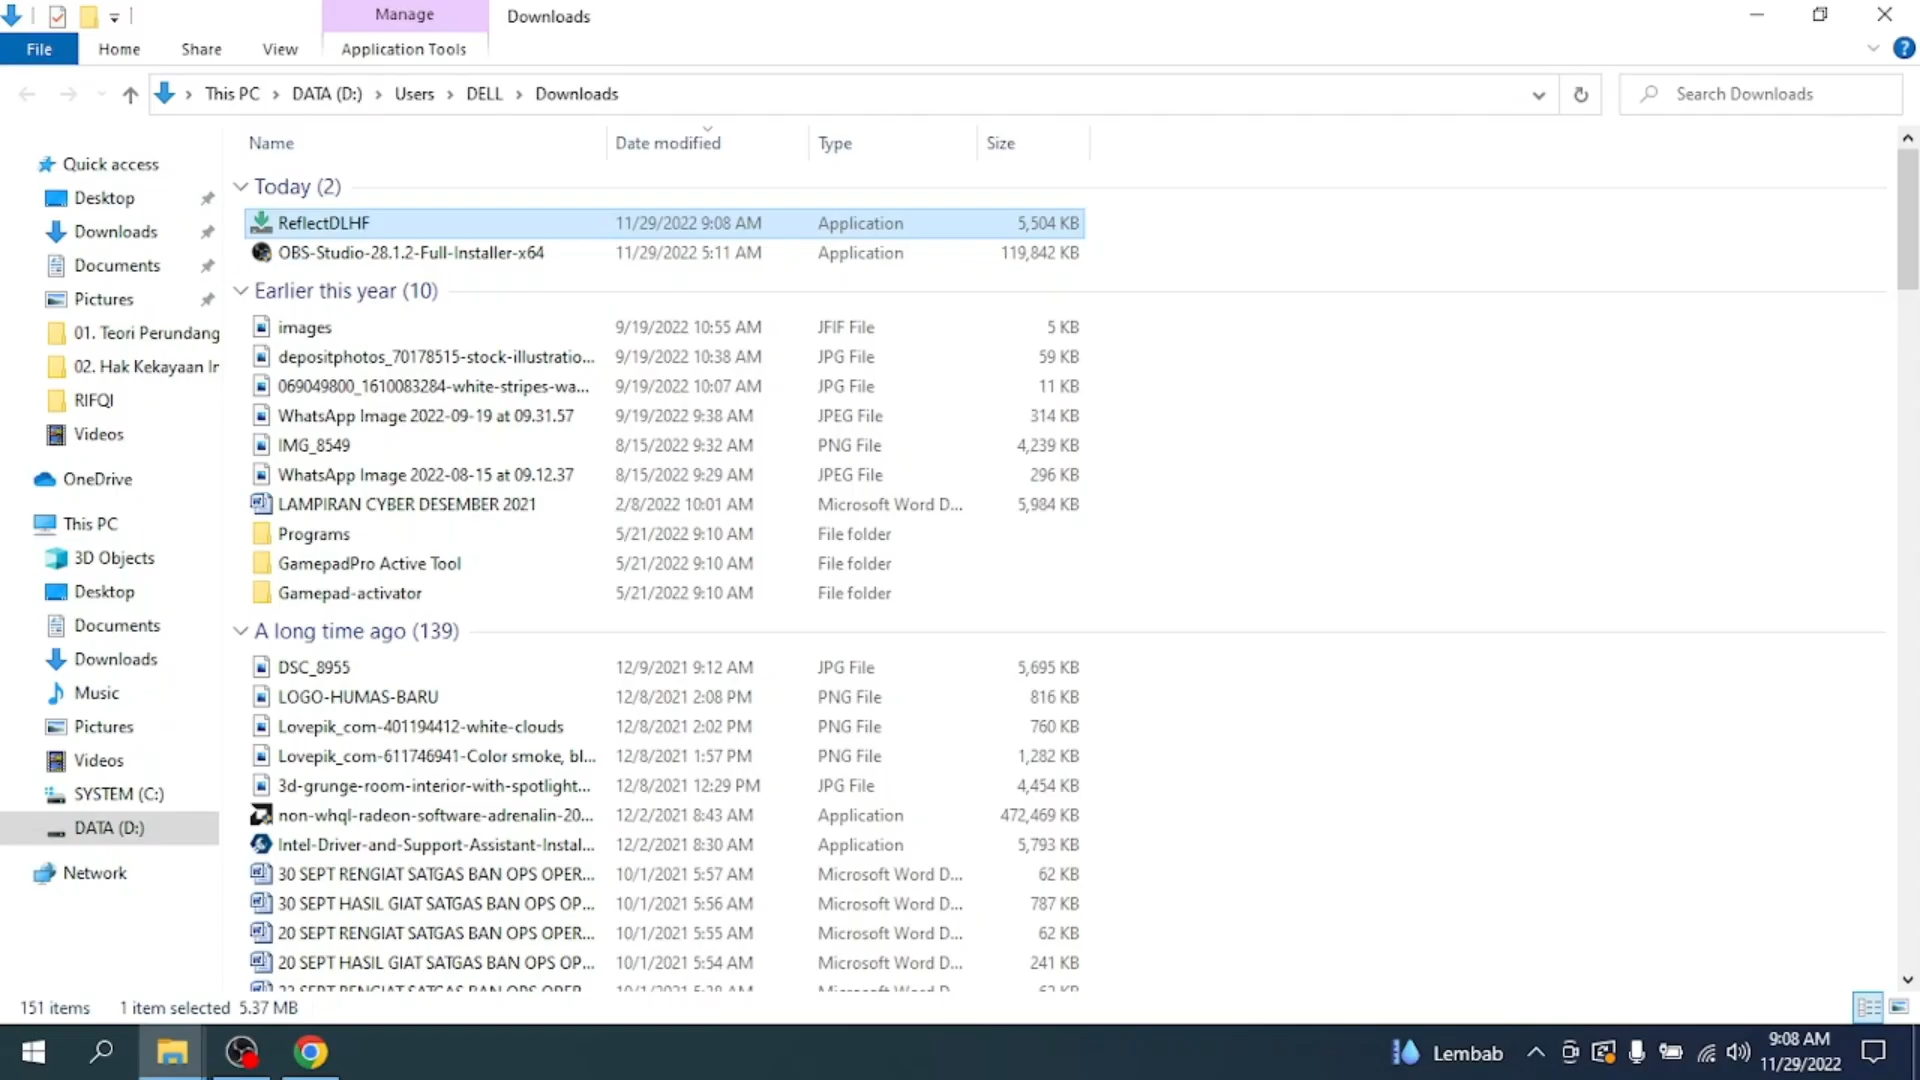 Manage
Downloads
File
Home
Share
View
Application Tools
This PC
DATA (D:)
Users
DELL
Downloads
Search Downloads
Name
Date modified
Type
Size
Quick access
Desktop
Downloads
Documents
Pictures
01. Teori Perundang
02. Hak Kekayaan Ir
RIFQI
Videos
OneDrive
This PC
3D Objects
Desktop
Documents
Downloads
Music
Pictures
Videos
SYSTEM (C:)
DATA (D:)
Network
Today (2)
ReflectDLHF 11/29/2022 9:08 AM Application 5,504 KB
OBS-Studio-28.1.2-Full-Installer-x64 11/29/2022 5:11 AM Application 119,842 KB
Earlier this year (10)
images 9/19/2022 10:55 AM JFIF File 5 KB
depositphotos_70178515-stock-illustratio... 9/19/2022 10:38 AM JPG File 59 KB
069049800_1610083284-white-stripes-wa... 9/19/2022 10:07 AM JPG File 11 KB
WhatsApp Image 2022-09-19 at 09.31.57 9/19/2022 9:38 AM JPEG File 314 KB
IMG_8549 8/15/2022 9:32 AM PNG File 4,239 KB
WhatsApp Image 2022-08-15 at 09.12.37 8/15/2022 9:29 AM JPEG File 296 KB
LAMPIRAN CYBER DESEMBER 2021 2/8/2022 10:01 AM Microsoft Word D... 5,984 KB
Programs 5/21/2022 9:10 AM File folder
GamepadPro Active Tool 5/21/2022 9:10 AM File folder
Gamepad-activator 5/21/2022 9:10 AM File folder
A long time ago (139)
DSC_8955 12/9/2021 9:12 AM JPG File 5,695 KB
LOGO-HUMAS-BARU 12/8/2021 2:08 PM PNG File 816 KB
Lovepik_com-401194412-white-clouds 12/8/2021 2:02 PM PNG File 760 KB
Lovepik_com-611746941-Color smoke, bl... 12/8/2021 1:57 PM PNG File 1,282 KB
3d-grunge-room-interior-with-spotlight... 12/8/2021 12:29 PM JPG File 4,454 KB
non-whql-radeon-software-adrenalin-20... 12/2/2021 8:43 AM Application 472,469 KB
Intel-Driver-and-Support-Assistant-Instal... 12/2/2021 8:30 AM Application 5,793 KB
30 SEPT RENGIAT SATGAS BAN OPS OPER... 10/1/2021 5:57 AM Microsoft Word D... 62 KB
30 SEPT HASIL GIAT SATGAS BAN OPS OP... 10/1/2021 5:56 AM Microsoft Word D... 787 KB
20 SEPT RENGIAT SATGAS BAN OPS OPER... 10/1/2021 5:55 AM Microsoft Word D... 62 KB
20 SEPT HASIL GIAT SATGAS BAN OPS OP... 10/1/2021 5:54 AM Microsoft Word D... 241 KB
151 items 1 item selected 5.37 MB
Lembab
9:08 AM
11/29/2022